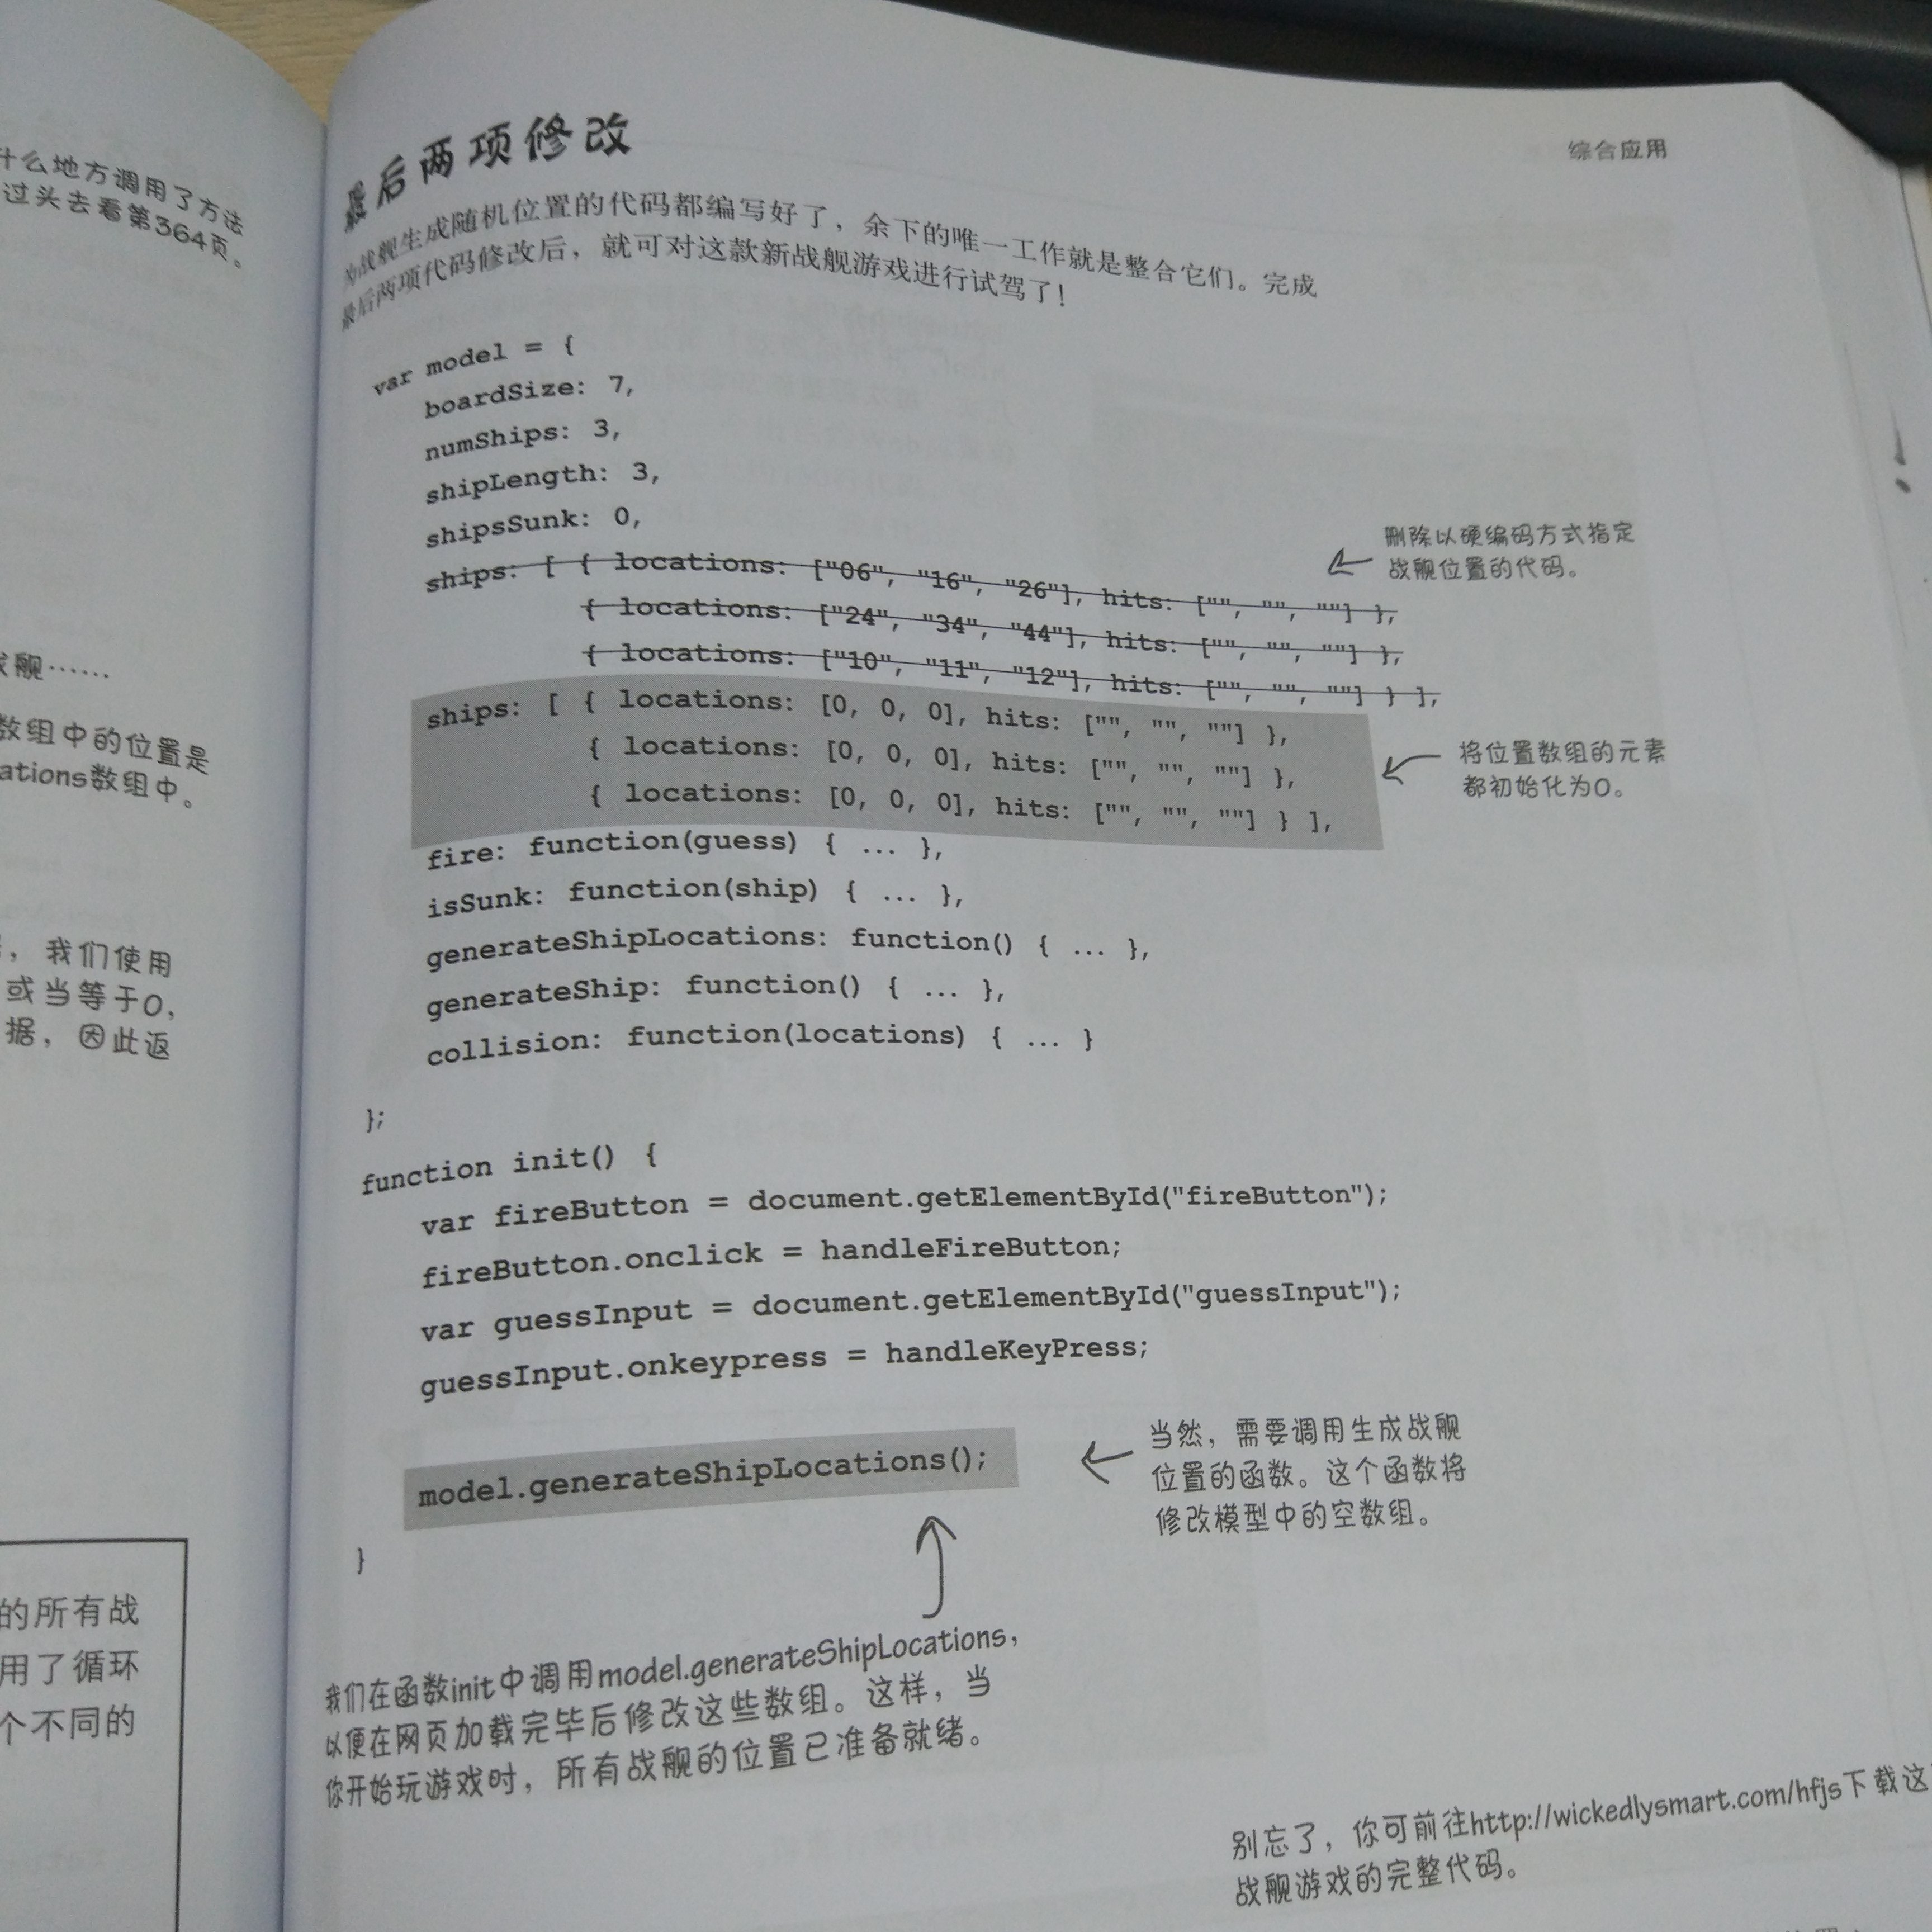 什么地方调用了方法
过头去看第364页。
战舰……
数组中的位置是
ations数组中。
，我们使用
或当等于0，
据，因此返
的所有战
用了循环
个不同的
综合应用
最后两项修改
为战舰生成随机位置的代码都编写好了，余下的唯一工作就是整合它们。完成
最后两项代码修改后，就可对这款新战舰游戏进行试驾了！
var model = {
boardSize: 7,
numShips: 3,
shipLength: 3,
shipsSunk: 0,
ships: [ { locations: ["06", "16", "26"], hits: ["", "", ""] },
{ locations: ["24", "34", "44"], hits: ["", "", ""] },
{ locations: ["10", "11", "12"], hits: ["", "", ""] } ],
删除以硬编码方式指定
战舰位置的代码。
ships: [ { locations: [0, 0, 0], hits: ["", "", ""] },
{ locations: [0, 0, 0], hits: ["", "", ""] },
{ locations: [0, 0, 0], hits: ["", "", ""] } ],
将位置数组的元素
都初始化为0。
fire: function(guess) { ... },
isSunk: function(ship) { ... },
generateShipLocations: function() { ... },
generateShip: function() { ... },
collision: function(locations) { ... }
};
function init() {
var fireButton = document.getElementById("fireButton");
fireButton.onclick = handleFireButton;
var guessInput = document.getElementById("guessInput");
guessInput.onkeypress = handleKeyPress;
model.generateShipLocations();
}
当然，需要调用生成战舰
位置的函数。这个函数将
修改模型中的空数组。
我们在函数init中调用model.generateShipLocations，
以便在网页加载完毕后修改这些数组。这样，当
你开始玩游戏时，所有战舰的位置已准备就绪。
别忘了，你可前往http://wickedlysmart.com/hfjs下载这
战舰游戏的完整代码。